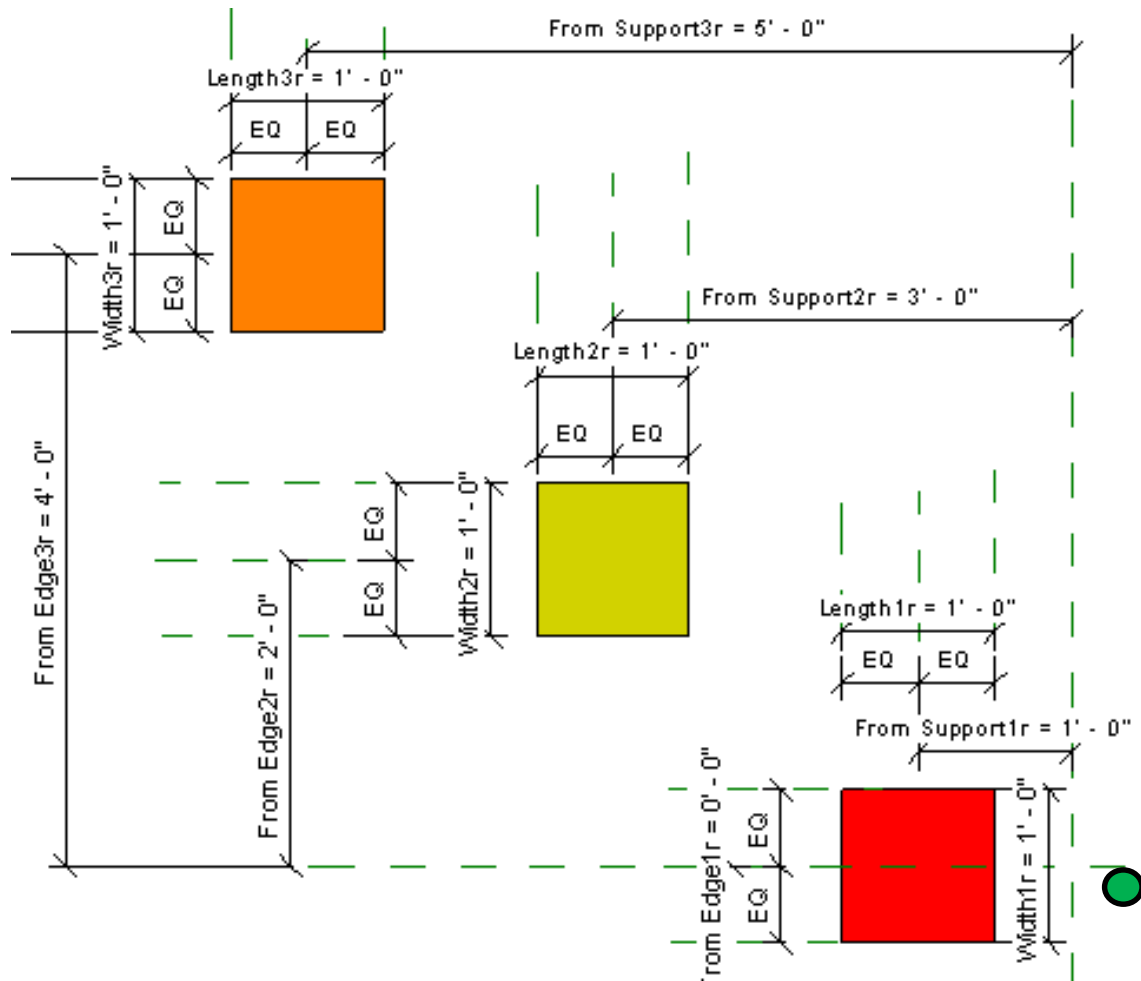 From Support3r = 5' - 0"
Length3r = 1' - 0"
EQ
EQ
Width3r = 1' - 0"
EQ
EQ
From Support2r = 3' - 0"
Length2r = 1' - 0"
EQ
EQ
From Edge3r = 4' - 0"
EQ
EQ
Width2r = 1' - 0"
From Edge2r = 2' - 0"
Length1r = 1' - 0"
EQ
EQ
From Support1r = 1' - 0"
From Edge1r = 0' - 0"
EQ
EQ
Width1r = 1' - 0"